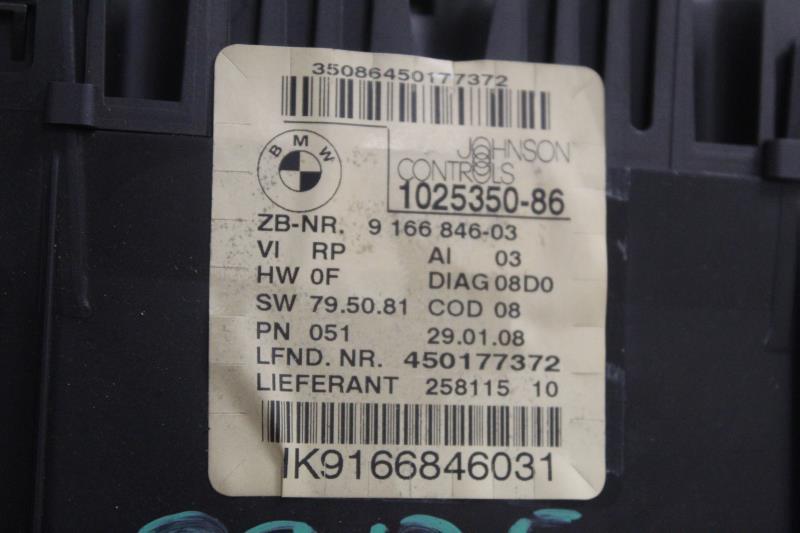 35086450177372
BMW
JOHNSON
CONTROLS
1025350-86
ZB-NR. 9 166 846-03
VI RP AI 03
HW 0F DIAG 08D0
SW 79.50.81 COD 08
PN 051 29.01.08
LFND. NR. 450177372
LIEFERANT 258115 10
IK9166846031